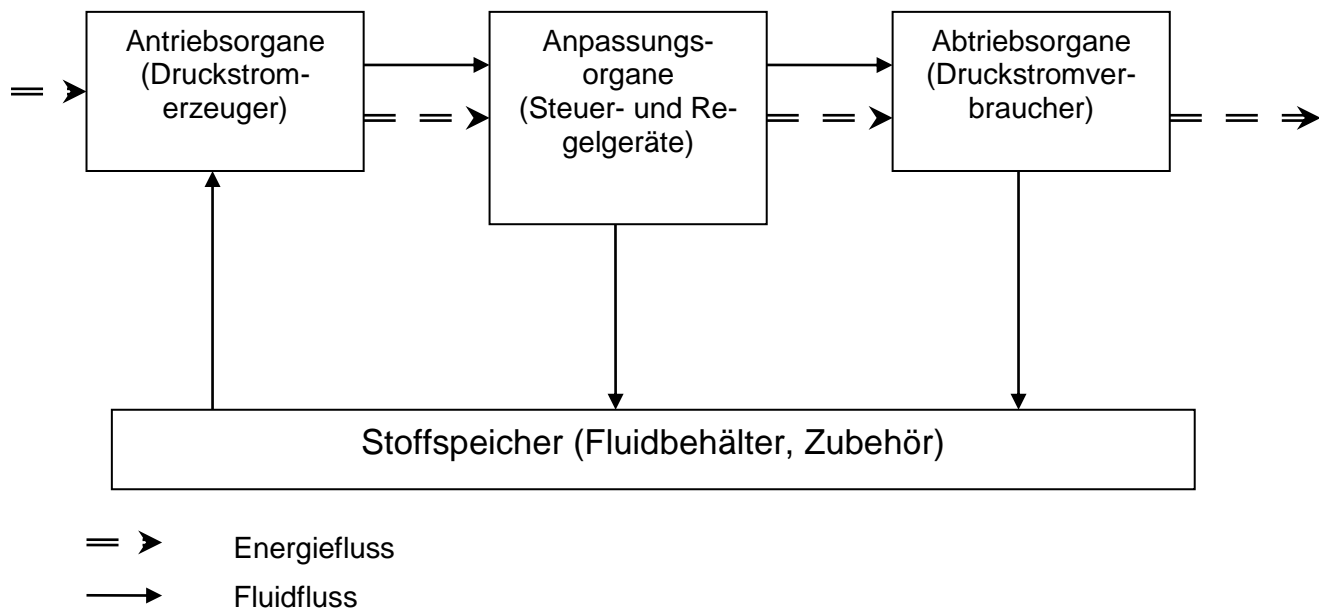 Antriebsorgane
(Druckstrom-
erzeuger)
Anpassungs-
organe
(Steuer- und Re-
gelgeräte)
Abtriebsorgane
(Druckstromver-
braucher)
Stoffspeicher (Fluidbehälter, Zubehör)
Energiefluss
Fluidfluss